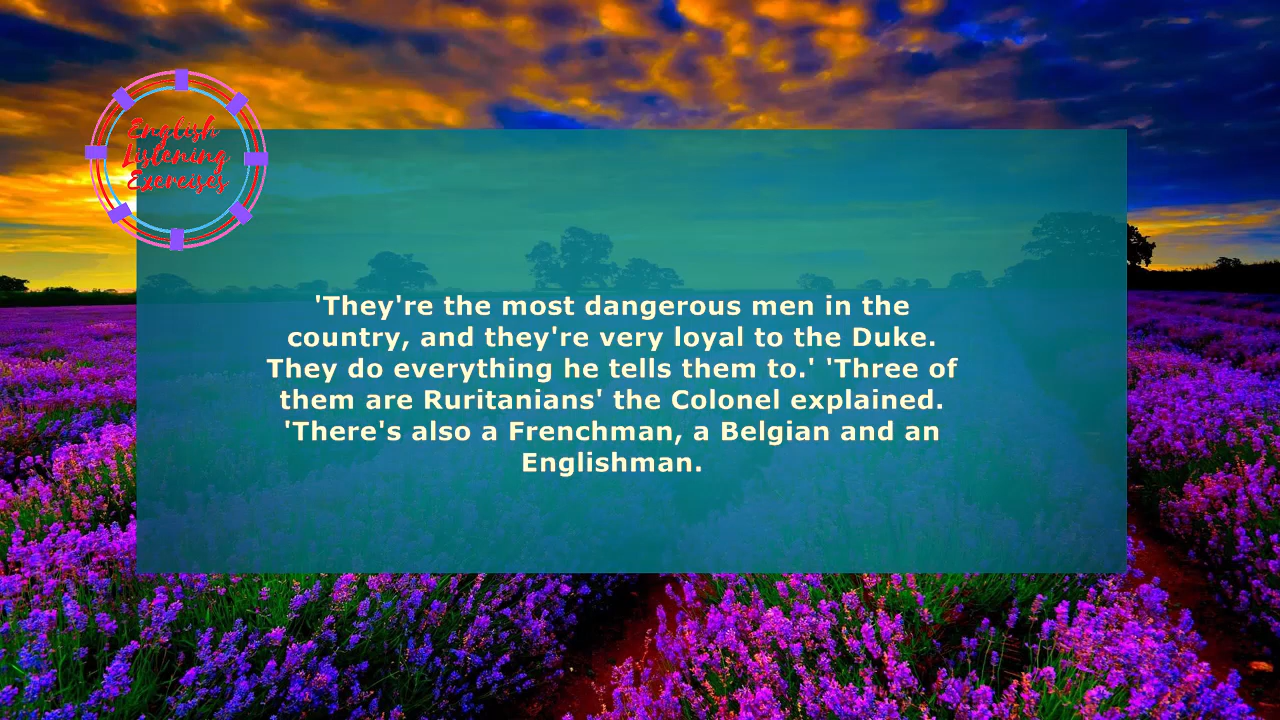 English
Listening
Exercises
'They're the most dangerous men in the
country, and they're very loyal to the Duke.
They do everything he tells them to.' 'Three of
them are Ruritanians' the Colonel explained.
'There's also a Frenchman, a Belgian and an
Englishman.